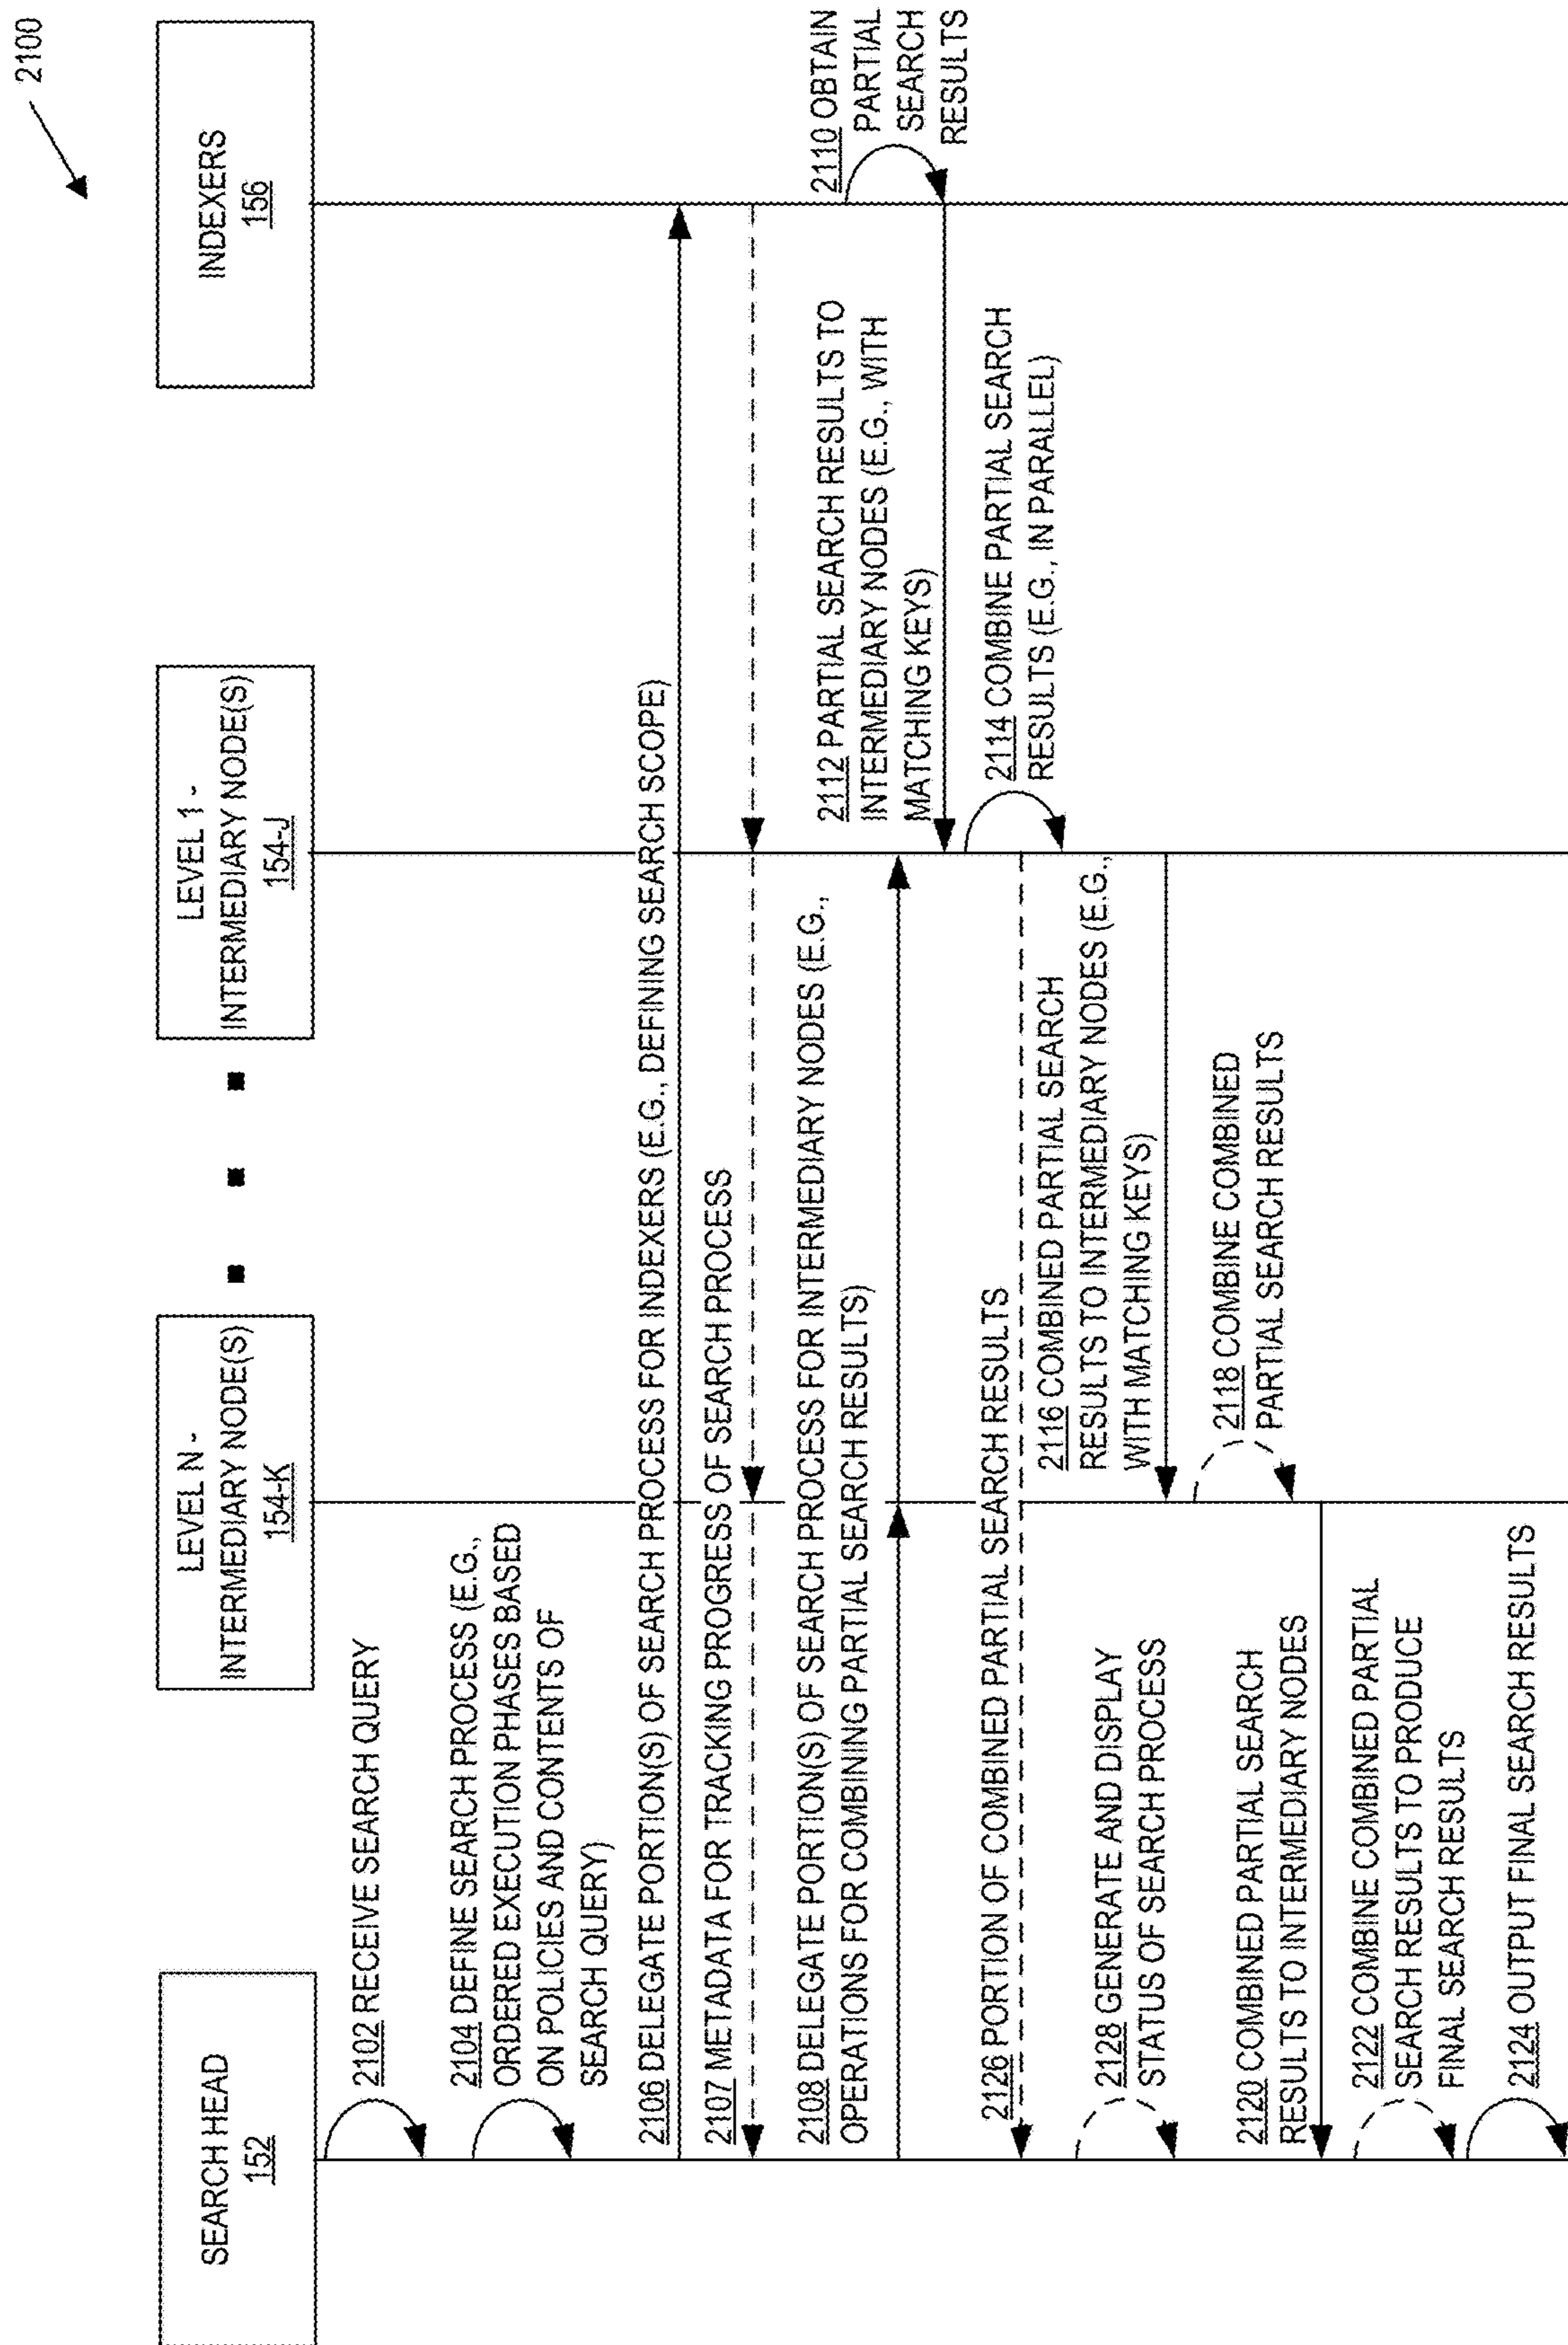 2100
SEARCH HEAD
152
LEVEL N -
INTERMEDIARY NODE(S)
154-K
LEVEL 1 -
INTERMEDIARY NODE(S)
154-J
INDEXERS
156
2102 RECEIVE SEARCH QUERY
2104 DEFINE SEARCH PROCESS (E.G.,
ORDERED EXECUTION PHASES BASED
ON POLICIES AND CONTENTS OF
SEARCH QUERY)
2106 DELEGATE PORTION(S) OF SEARCH PROCESS FOR INDEXERS (E.G., DEFINING SEARCH SCOPE)
2107 METADATA FOR TRACKING PROGRESS OF SEARCH PROCESS
2108 DELEGATE PORTION(S) OF SEARCH PROCESS FOR INTERMEDIARY NODES (E.G.,
OPERATIONS FOR COMBINING PARTIAL SEARCH RESULTS)
2110 OBTAIN
PARTIAL
SEARCH
RESULTS
2112 PARTIAL SEARCH RESULTS TO
INTERMEDIARY NODES (E.G., WITH
MATCHING KEYS)
2114 COMBINE PARTIAL SEARCH
RESULTS (E.G., IN PARALLEL)
2126 PORTION OF COMBINED PARTIAL SEARCH RESULTS
2116 COMBINED PARTIAL SEARCH
RESULTS TO INTERMEDIARY NODES (E.G.,
WITH MATCHING KEYS)
2128 GENERATE AND DISPLAY
STATUS OF SEARCH PROCESS
2118 COMBINE COMBINED
PARTIAL SEARCH RESULTS
2120 COMBINED PARTIAL SEARCH
RESULTS TO INTERMEDIARY NODES
2122 COMBINE COMBINED PARTIAL
SEARCH RESULTS TO PRODUCE
FINAL SEARCH RESULTS
2124 OUTPUT FINAL SEARCH RESULTS